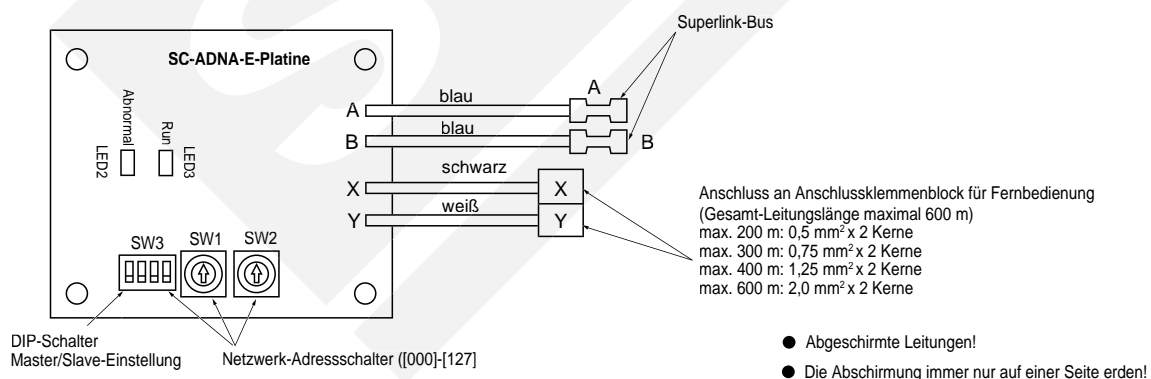 Superlink-Bus
SC-ADNA-E-Platine
Abnormal
Run
LED2
LED3
A blau A
B blau B
X schwarz X
Y weiß Y
Anschluss an Anschlussklemmenblock für Fernbedienung
(Gesamt-Leitungslänge maximal 600 m)
max. 200 m: 0,5 mm² x 2 Kerne
max. 300 m: 0,75 mm² x 2 Kerne
max. 400 m: 1,25 mm² x 2 Kerne
max. 600 m: 2,0 mm² x 2 Kerne
SW3 SW1 SW2
DIP-Schalter
Master/Slave-Einstellung
Netzwerk-Adressschalter ([000]-[127]
● Abgeschirmte Leitungen!
● Die Abschirmung immer nur auf einer Seite erden!